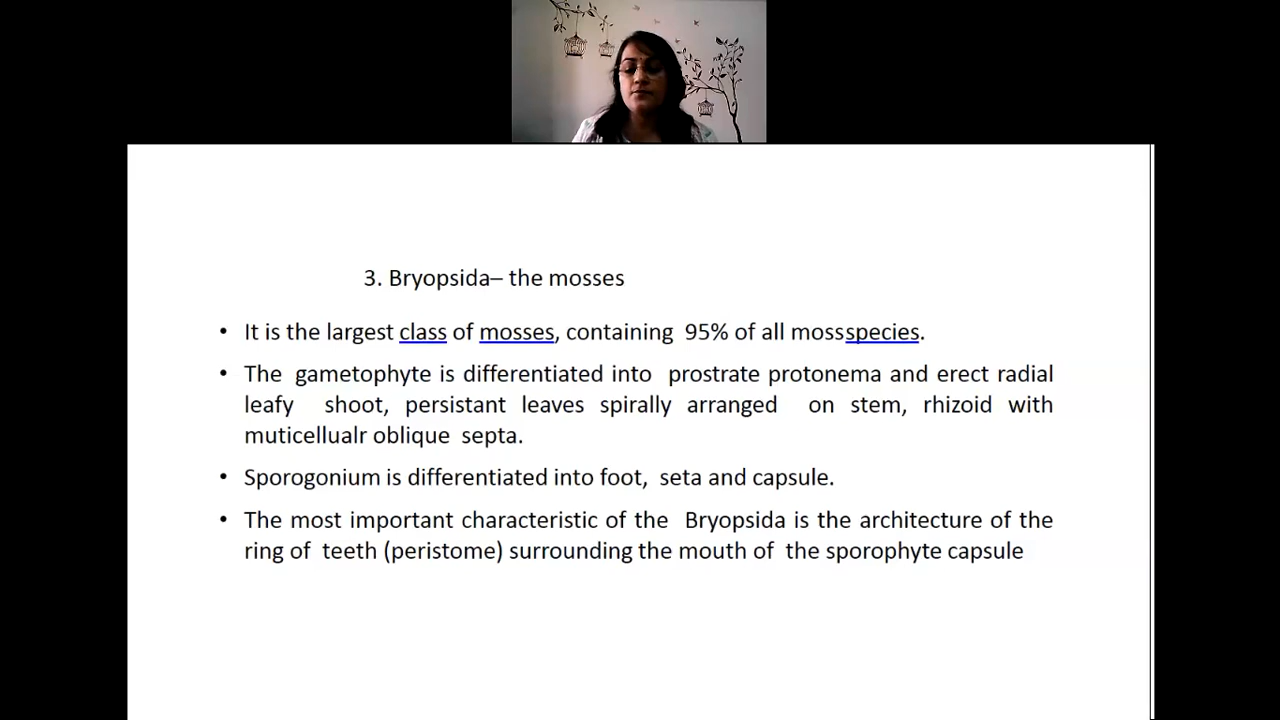 3. Bryopsida– the mosses
• It is the largest class of mosses, containing 95% of all mossspecies.
• The gametophyte is differentiated into prostrate protonema and erect radial
leafy shoot, persistant leaves spirally arranged on stem, rhizoid with
muticellualr oblique septa.
• Sporogonium is differentiated into foot, seta and capsule.
• The most important characteristic of the Bryopsida is the architecture of the
ring of teeth (peristome) surrounding the mouth of the sporophyte capsule